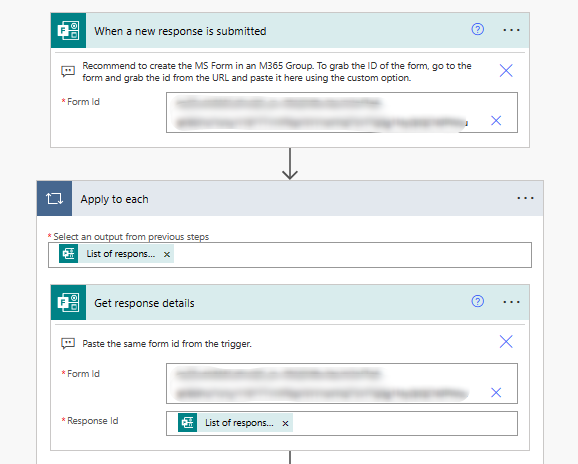 When a new response is submitted
Recommend to create the MS Form in an M365 Group. To grab the ID of the form, go to the
form and grab the id from the URL and paste it here using the custom option.
* Form Id
Apply to each
* Select an output from previous steps
List of respons...
Get response details
Paste the same form id from the trigger.
* Form Id
* Response Id
List of respons...